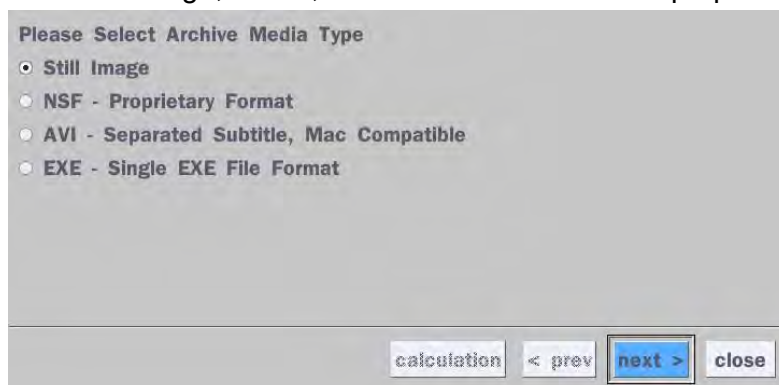 Please Select Archive Media Type
Still Image
NSF - Proprietary Format
AVI - Separated Subtitle, Mac Compatible
EXE - Single EXE File Format
calculation < prev next > close